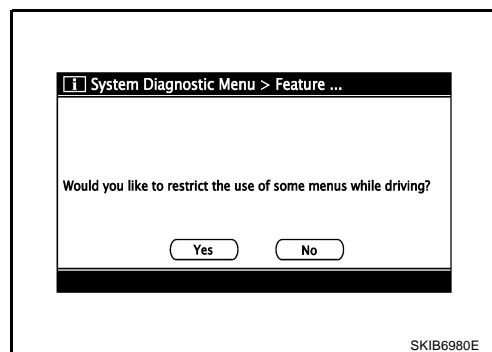 i System Diagnostic Menu > Feature ...
Would you like to restrict the use of some menus while driving?
Yes No
SKIB6980E